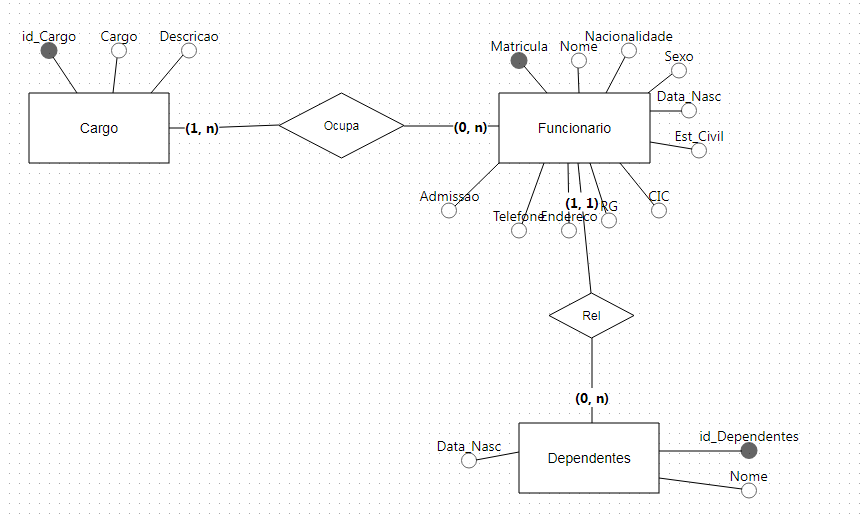 id_Cargo
Cargo
Descricao
Matricula
Nome
Nacionalidade
Sexo
Data_Nasc
Est_Civil
Cargo
(1, n)
Ocupa
(0, n)
Funcionario
Admissao
Telefone
Endereco
(1, 1)
RG
CIC
Rel
(0, n)
Data_Nasc
Dependentes
id_Dependentes
Nome